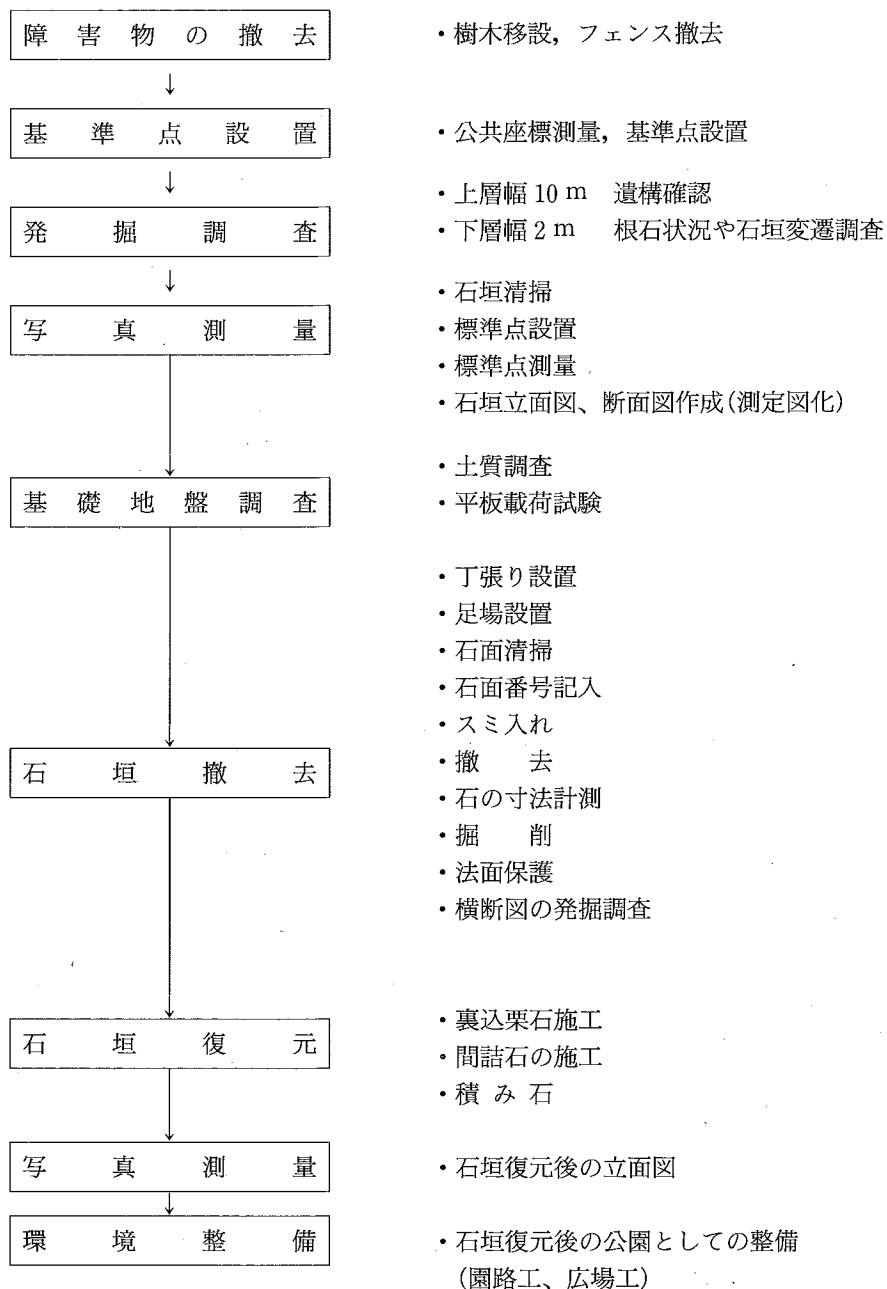 障害物の撤去
・樹木移設，フェンス撤去
↓
基準点設置
・公共座標測量，基準点設置
↓
発掘調査
・上層幅 10 m　遺構確認
・下層幅 2 m　根石状況や石垣変遷調査
↓
写真測量
・石垣清掃
・標準点設置
・標準点測量
・石垣立面図、断面図作成(測定図化)
基礎地盤調査
・土質調査
・平板載荷試験
石垣撤去
・丁張り設置
・足場設置
・石面清掃
・石面番号記入
・スミ入れ
・撤　去
・石の寸法計測
・掘　削
・法面保護
・横断図の発掘調査
石垣復元
・裏込栗石施工
・間詰石の施工
・積み石
写真測量
・石垣復元後の立面図
環境整備
・石垣復元後の公園としての整備
(園路工、広場工)